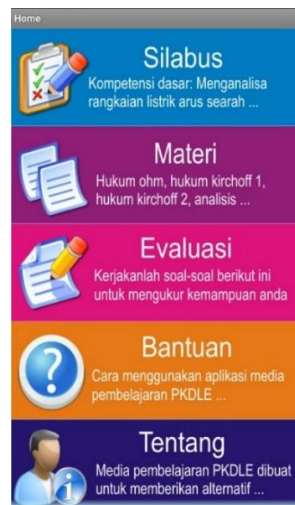 Home
Silabus
Kompetensi dasar: Menganalisa
rangkaian listrik arus searah ...
Materi
Hukum ohm, hukum kirchoff 1,
hukum kirchoff 2, analisis ...
Evaluasi
Kerjakanlah soal-soal berikut ini
untuk mengukur kemampuan anda
Bantuan
Cara menggunakan aplikasi media
pembelajaran PKDLE ...
Tentang
Media pembelajaran PKDLE dibuat
untuk memberikan alternatif ...